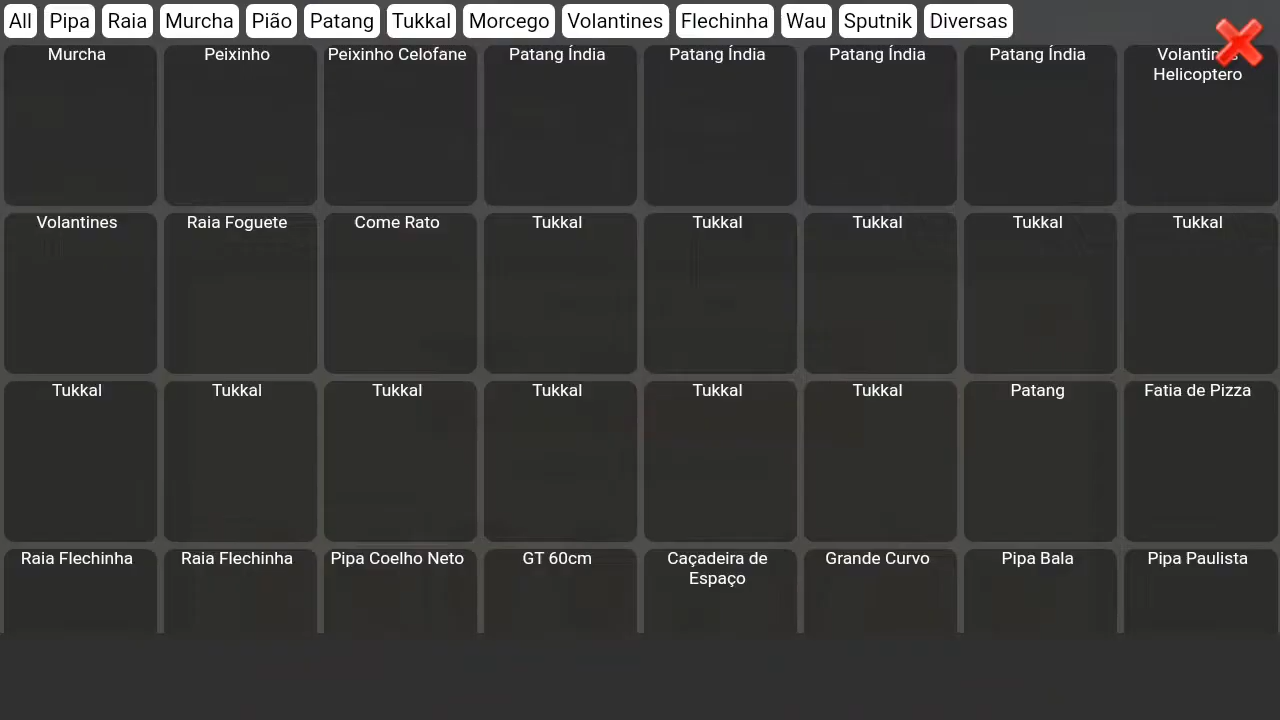 All Pipa Raia Murcha Pião Patang Tukkal Morcego Volantines Flechinha Wau Sputnik Diversas
Murcha Peixinho Peixinho Celofane Patang Índia Patang Índia Patang Índia Patang Índia Volantines
Helicoptero
Volantines Raia Foguete Come Rato Tukkal Tukkal Tukkal Tukkal Tukkal
Tukkal Tukkal Tukkal Tukkal Tukkal Tukkal Patang Fatia de Pizza
Raia Flechinha Raia Flechinha Pipa Coelho Neto GT 60cm Caçadeira de Grande Curvo Pipa Bala Pipa Paulista
Espaço